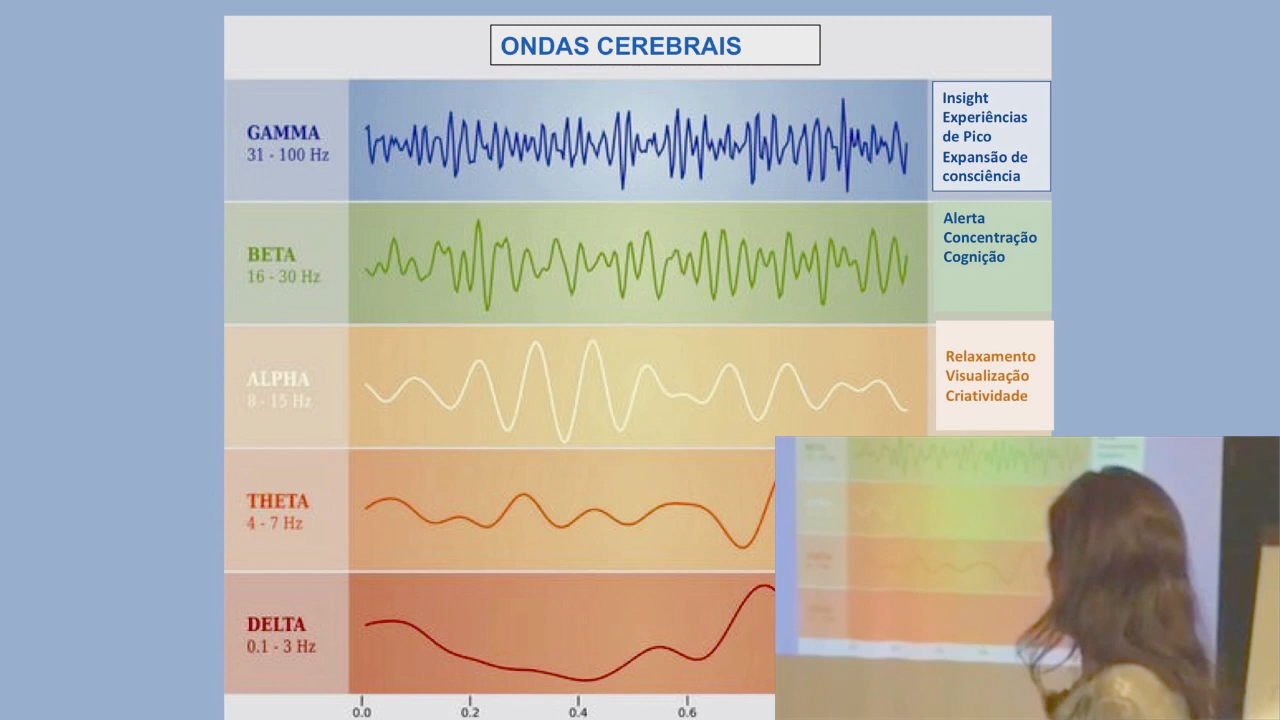 ONDAS CEREBRAIS
GAMMA
31 - 100 Hz
Insight
Experiências
de Pico
Expansão de
consciência
BETA
16 - 30 Hz
Alerta
Concentração
Cognição
ALPHA
8 - 15 Hz
Relaxamento
Visualização
Criatividade
THETA
4 - 7 Hz
DELTA
0.1 - 3 Hz
0.0 0.2 0.4 0.6